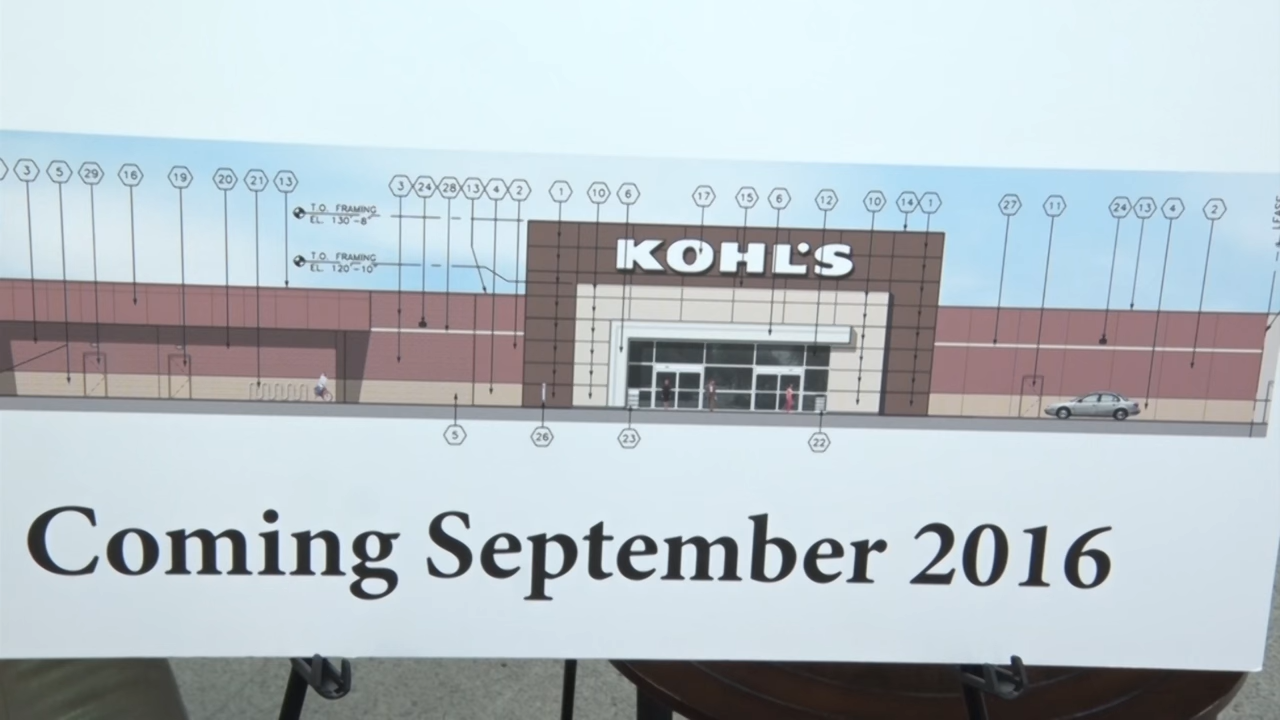 3 5 29 16 19 20 21 13 3 24 28 13 4 2 1 10 6 17 15 6 12 10 14 1 27 11 24 13 4 2
T.O. FRAMING
EL. 130'-8"
T.O. FRAMING
EL. 120'-10"
KOHL'S
5 26 23 22
Coming September 2016